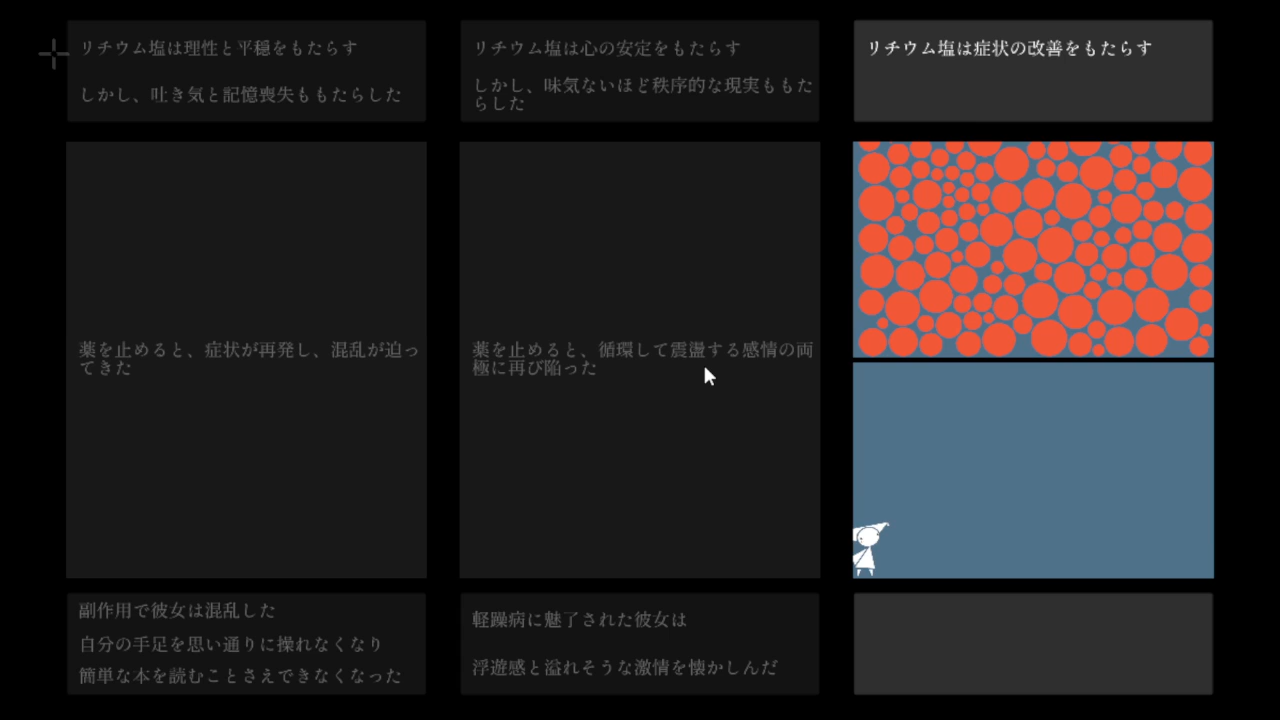 リチウム塩は理性と平穏をもたらす
しかし、吐き気と記憶喪失ももたらした
リチウム塩は心の安定をもたらす
しかし、味気ないほど秩序的な現実ももた
らした
リチウム塩は症状の改善をもたらす
薬を止めると、症状が再発し、混乱が迫っ
てきた
薬を止めると、循環して震盪する感情の両
極に再び陥った
副作用で彼女は混乱した
自分の手足を思い通りに操れなくなり
簡単な本を読むことさえできなくなった
軽躁病に魅了された彼女は
浮遊感と溢れそうな激情を懐かしんだ